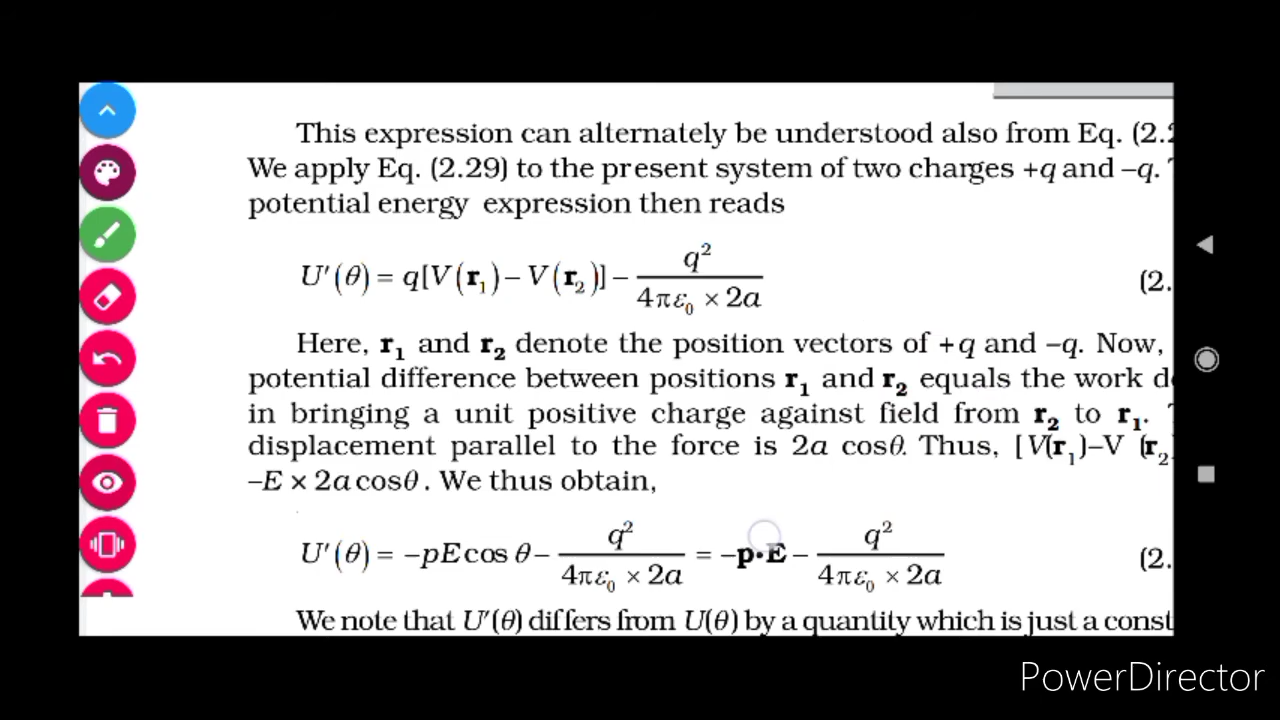 This expression can alternately be understood also from Eq. (2.2
We apply Eq. (2.29) to the present system of two charges +q and –q.
potential energy expression then reads
U′(θ) = q[V(r₁) – V(r₂)] – q²/(4πε₀ × 2a) (2.
Here, r₁ and r₂ denote the position vectors of +q and –q. Now,
potential difference between positions r₁ and r₂ equals the work d
in bringing a unit positive charge against field from r₂ to r₁.
displacement parallel to the force is 2a cosθ. Thus, [V(r₁)–V (r₂
–E × 2a cosθ. We thus obtain,
U′(θ) = –pE cos θ – q²/(4πε₀ × 2a) = –p·E – q²/(4πε₀ × 2a) (2.
We note that U′(θ) differs from U(θ) by a quantity which is just a const
PowerDirector